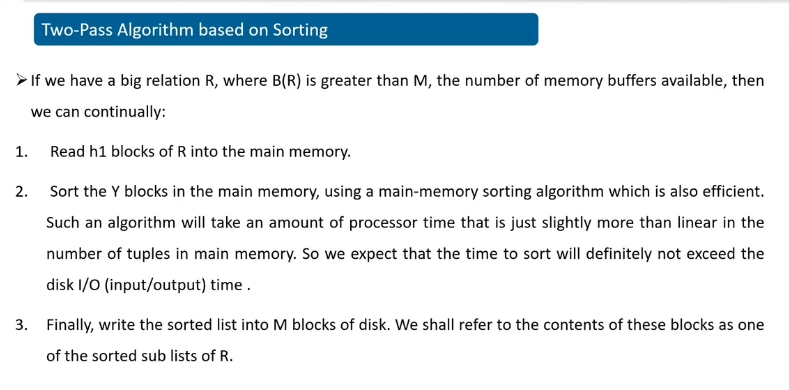 Two-Pass Algorithm based on Sorting
➢If we have a big relation R, where B(R) is greater than M, the number of memory buffers available, then
we can continually:
1. Read h1 blocks of R into the main memory.
2. Sort the Y blocks in the main memory, using a main-memory sorting algorithm which is also efficient.
Such an algorithm will take an amount of processor time that is just slightly more than linear in the
number of tuples in main memory. So we expect that the time to sort will definitely not exceed the
disk I/O (input/output) time .
3. Finally, write the sorted list into M blocks of disk. We shall refer to the contents of these blocks as one
of the sorted sub lists of R.